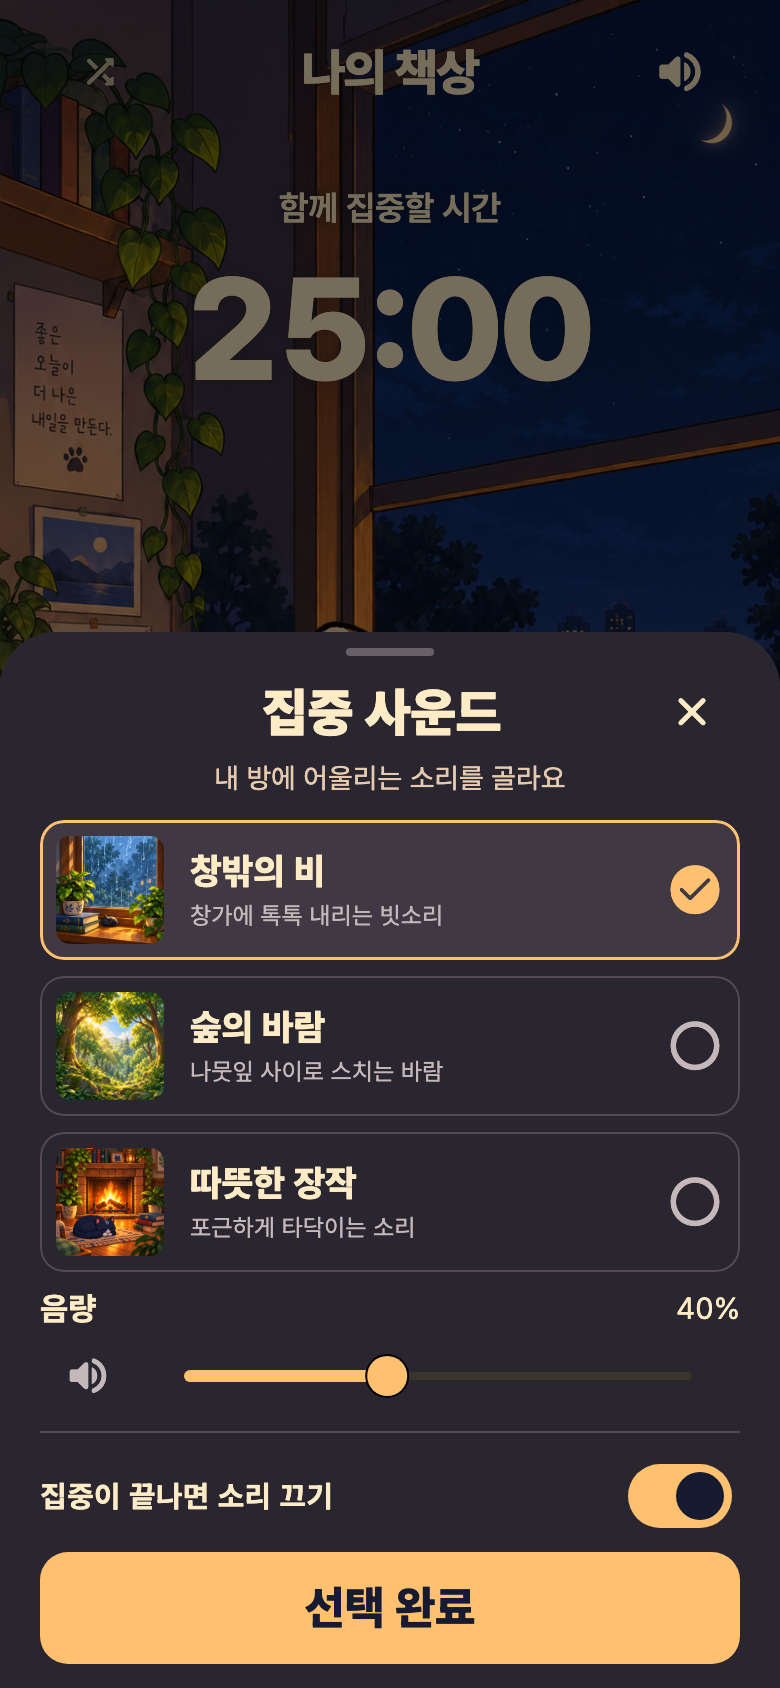 나의 책상
함께 집중할 시간
25:00
좋은
오늘이
더 나은
내일을 만든다.
집중 사운드
내 방에 어울리는 소리를 골라요
창밖의 비
창가에 톡톡 내리는 빗소리
숲의 바람
나뭇잎 사이로 스치는 바람
따뜻한 장작
포근하게 타닥이는 소리
음량
40%
집중이 끝나면 소리 끄기
선택 완료